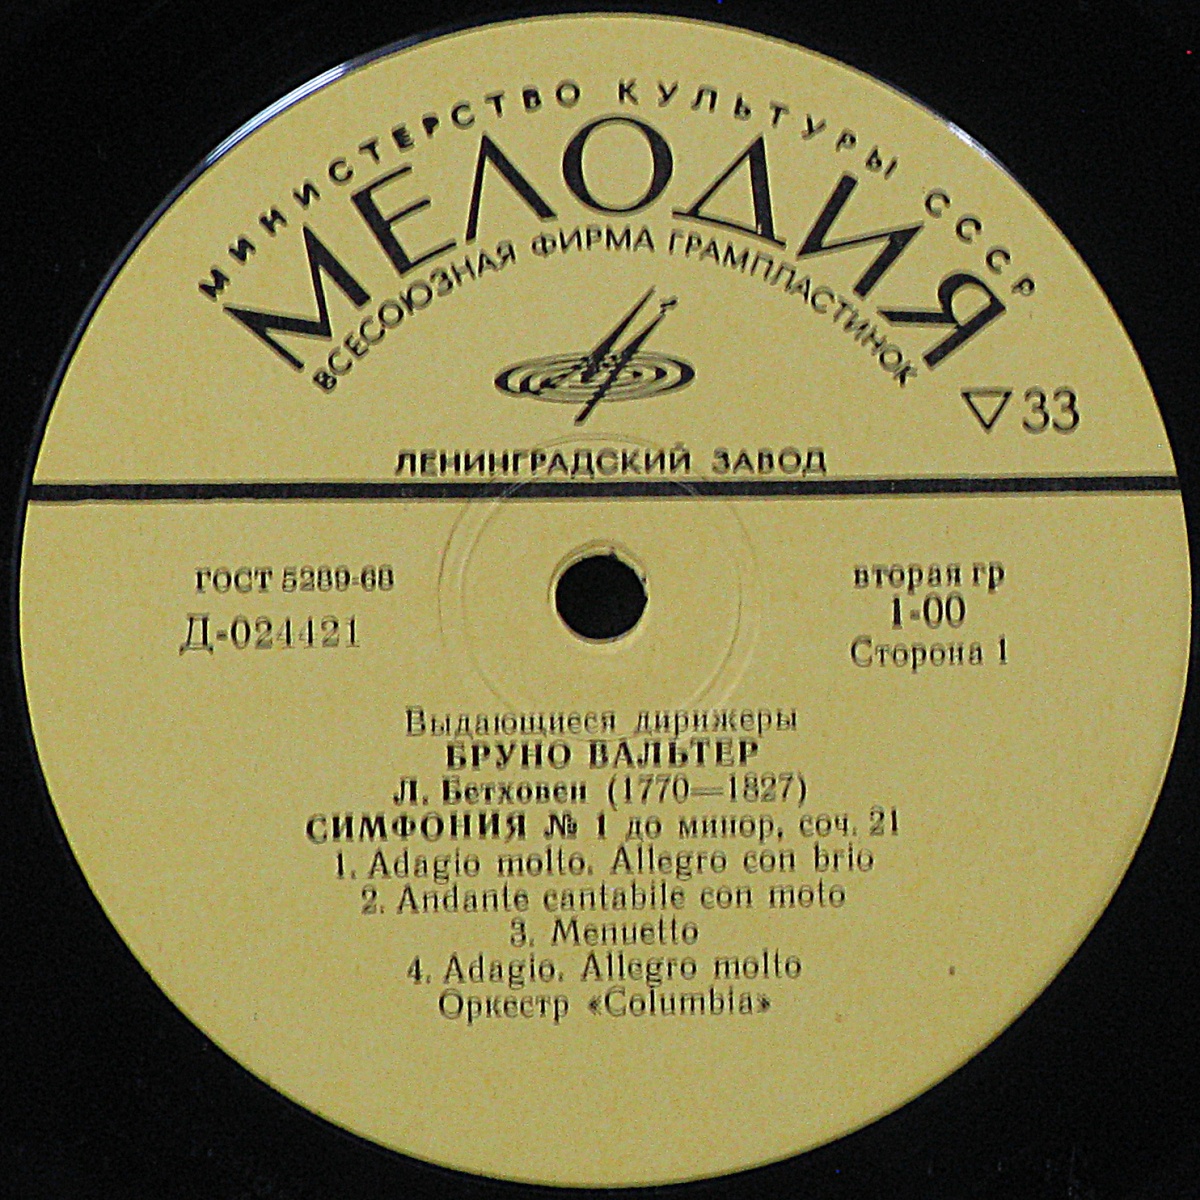 МИНИСТЕРСТВО КУЛЬТУРЫ СССР
МЕЛОДИЯ
ВСЕСОЮЗНАЯ ФИРМА ГРАМПЛАСТИНОК
▽ 33
ЛЕНИНГРАДСКИЙ ЗАВОД
ГОСТ 5289-68
Д-024421
вторая гр
1-00
Сторона 1
Выдающиеся дирижеры
БРУНО ВАЛЬТЕР
Л. Бетховен (1770—1827)
СИМФОНИЯ № 1 до минор, соч. 21
1. Adagio molto. Allegro con brio
2. Andante cantabile con moto
3. Menuetto
4. Adagio. Allegro molto
Оркестр «Columbia»